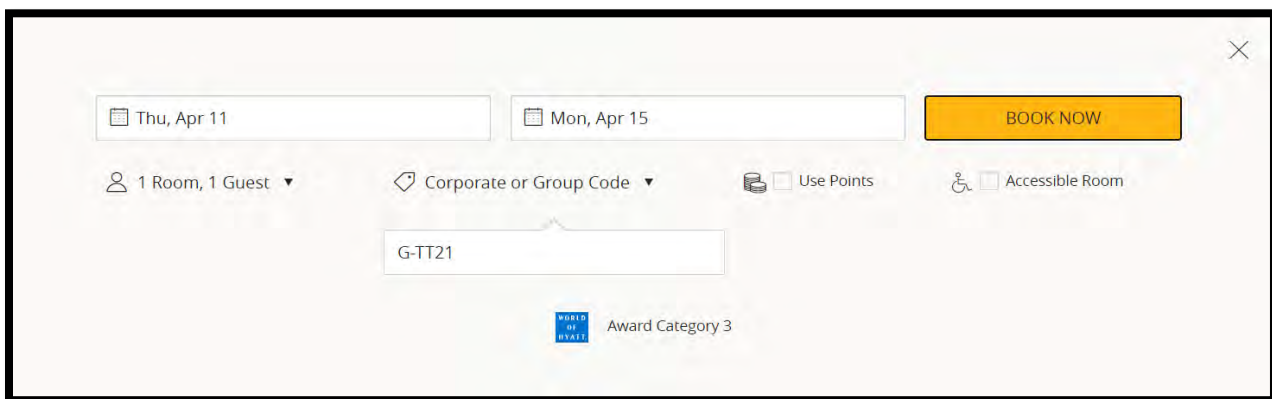 Thu, Apr 11
Mon, Apr 15
BOOK NOW
1 Room, 1 Guest
Corporate or Group Code
Use Points
Accessible Room
G-TT21
WORLD
OF
HYATT
Award Category 3